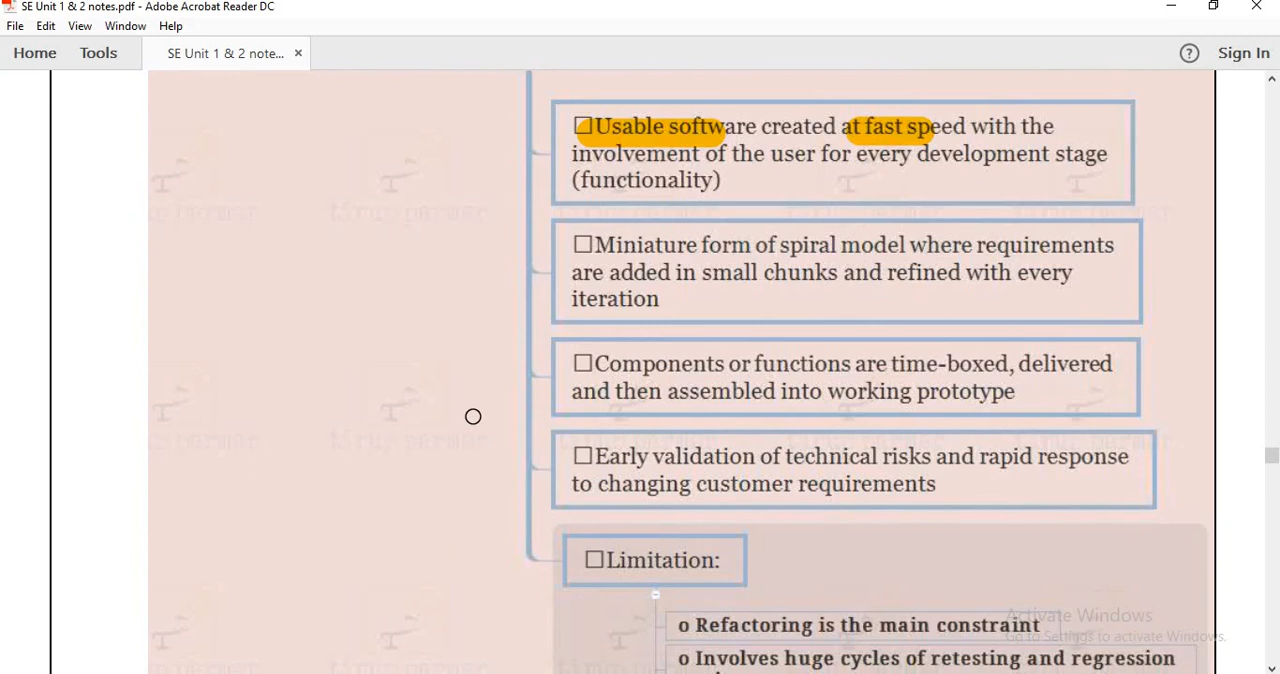 SE Unit 1 & 2 notes.pdf - Adobe Acrobat Reader DC
File Edit View Window Help
Home Tools SE Unit 1 & 2 note... × ? Sign In
☐Usable software created at fast speed with the
involvement of the user for every development stage
(functionality)
☐Miniature form of spiral model where requirements
are added in small chunks and refined with every
iteration
☐Components or functions are time-boxed, delivered
and then assembled into working prototype
☐Early validation of technical risks and rapid response
to changing customer requirements
☐Limitation:
o Refactoring is the main constraint
Activate Windows
Go to Settings to activate Windows.
o Involves huge cycles of retesting and regression